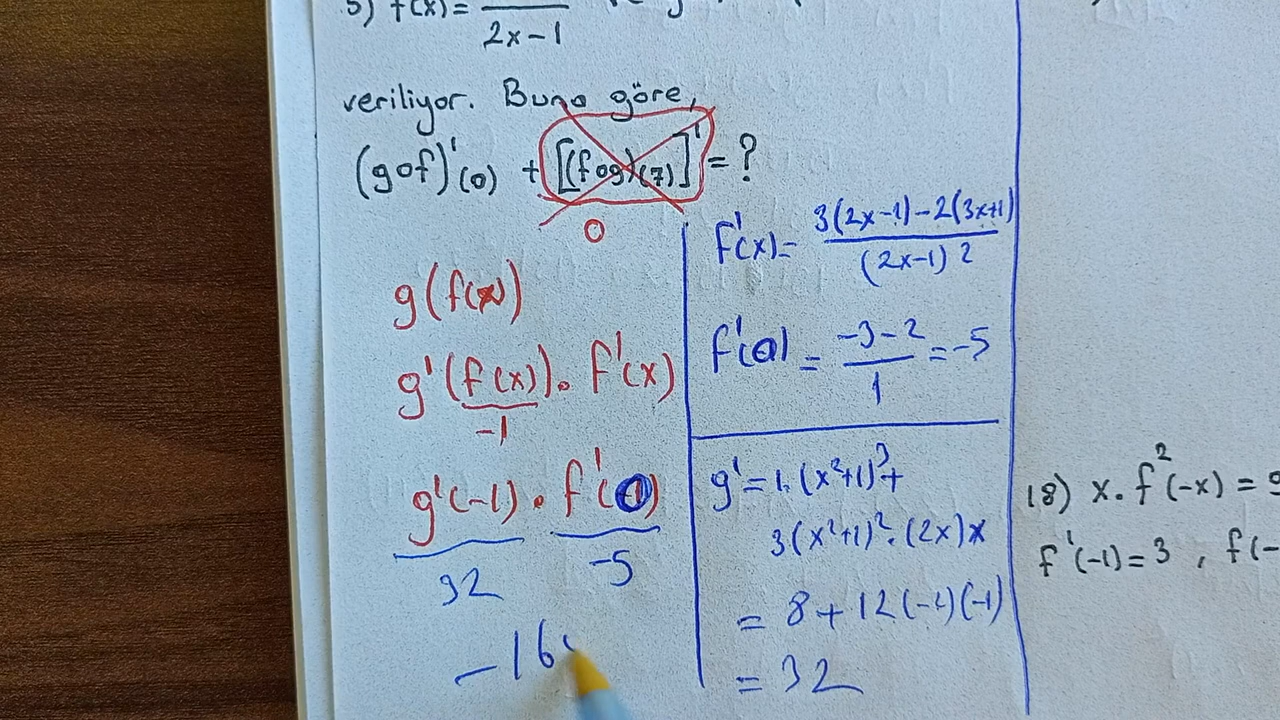 5) f(x)=
2x-1
veriliyor. Buna göre,
(gof)'(0) + [(fog)(7)]' = ?
0
g(f(x))
g'(f(x)). f'(x)
-1
g'(-1). f'(0)
32 -5
-16
f'(x)= 3(2x-1)-2(3x+1)
(2x-1)2
f'(0) = -3-2 = -5
1
g'=1.(x²+1)³+
3(x²+1)².(2x)x
= 8+12(-2)(-1)
= 32
18) x.f²(-x) =
f'(-1)=3 , f(-